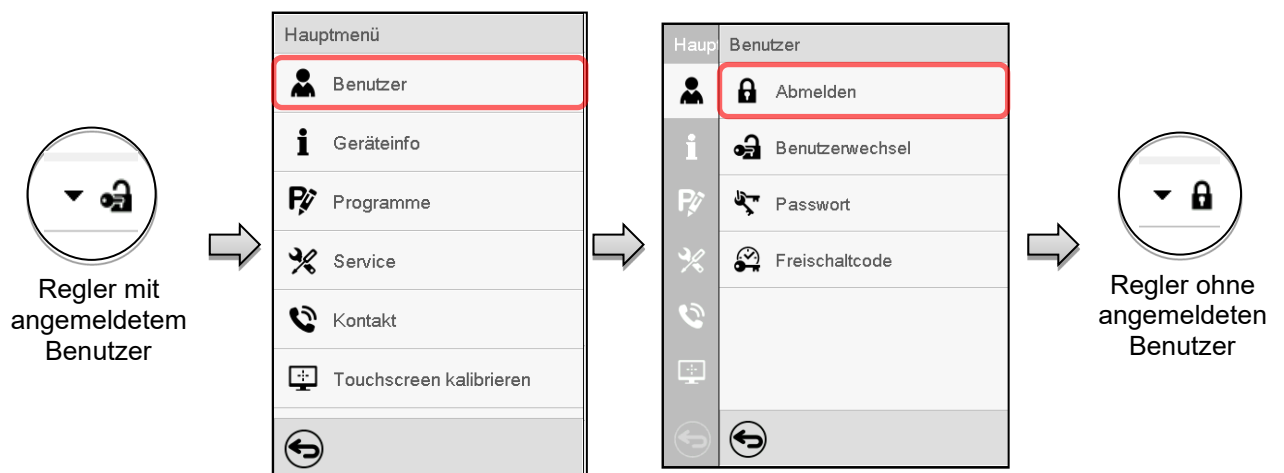 Regler mit
angemeldetem
Benutzer
Hauptmenü
Benutzer
Geräteinfo
Programme
Service
Kontakt
Touchscreen kalibrieren
Haup
Benutzer
Abmelden
Benutzerwechsel
Passwort
Freischaltcode
Regler ohne
angemeldeten
Benutzer